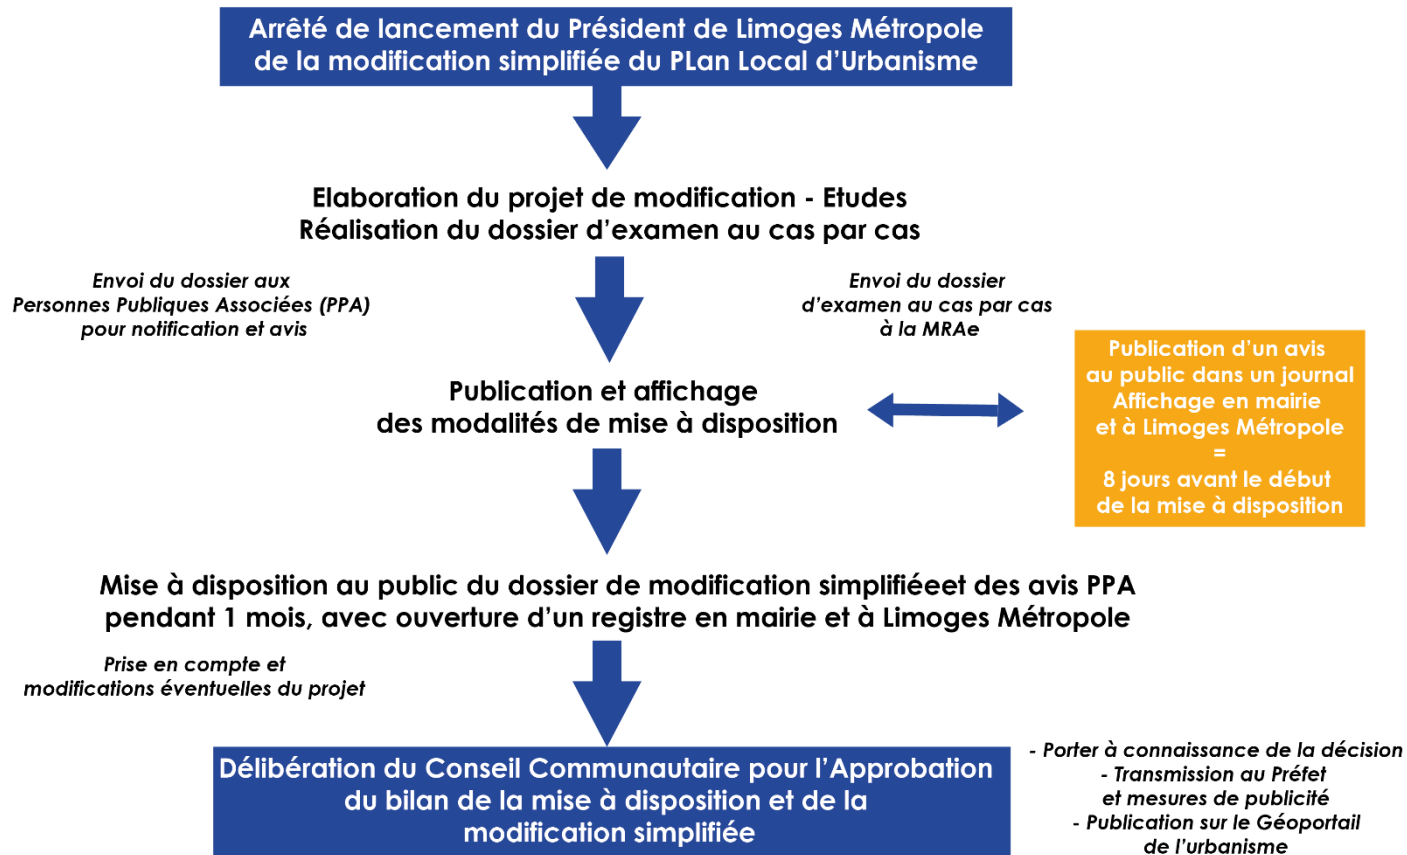 Arrêté de lancement du Président de Limoges Métropole
de la modification simplifiée du PLan Local d'Urbanisme
Elaboration du projet de modification - Etudes
Réalisation du dossier d'examen au cas par cas
Envoi du dossier aux
Personnes Publiques Associées (PPA)
pour notification et avis
Envoi du dossier
d'examen au cas par cas
à la MRAe
Publication et affichage
des modalités de mise à disposition
Publication d'un avis
au public dans un journal
Affichage en mairie
et à Limoges Métropole
=
8 jours avant le début
de la mise à disposition
Mise à disposition au public du dossier de modification simplifiéeet des avis PPA
pendant 1 mois, avec ouverture d'un registre en mairie et à Limoges Métropole
Prise en compte et
modifications éventuelles du projet
Délibération du Conseil Communautaire pour l'Approbation
du bilan de la mise à disposition et de la
modification simplifiée
- Porter à connaissance de la décision
- Transmission au Préfet
et mesures de publicité
- Publication sur le Géoportail
de l'urbanisme